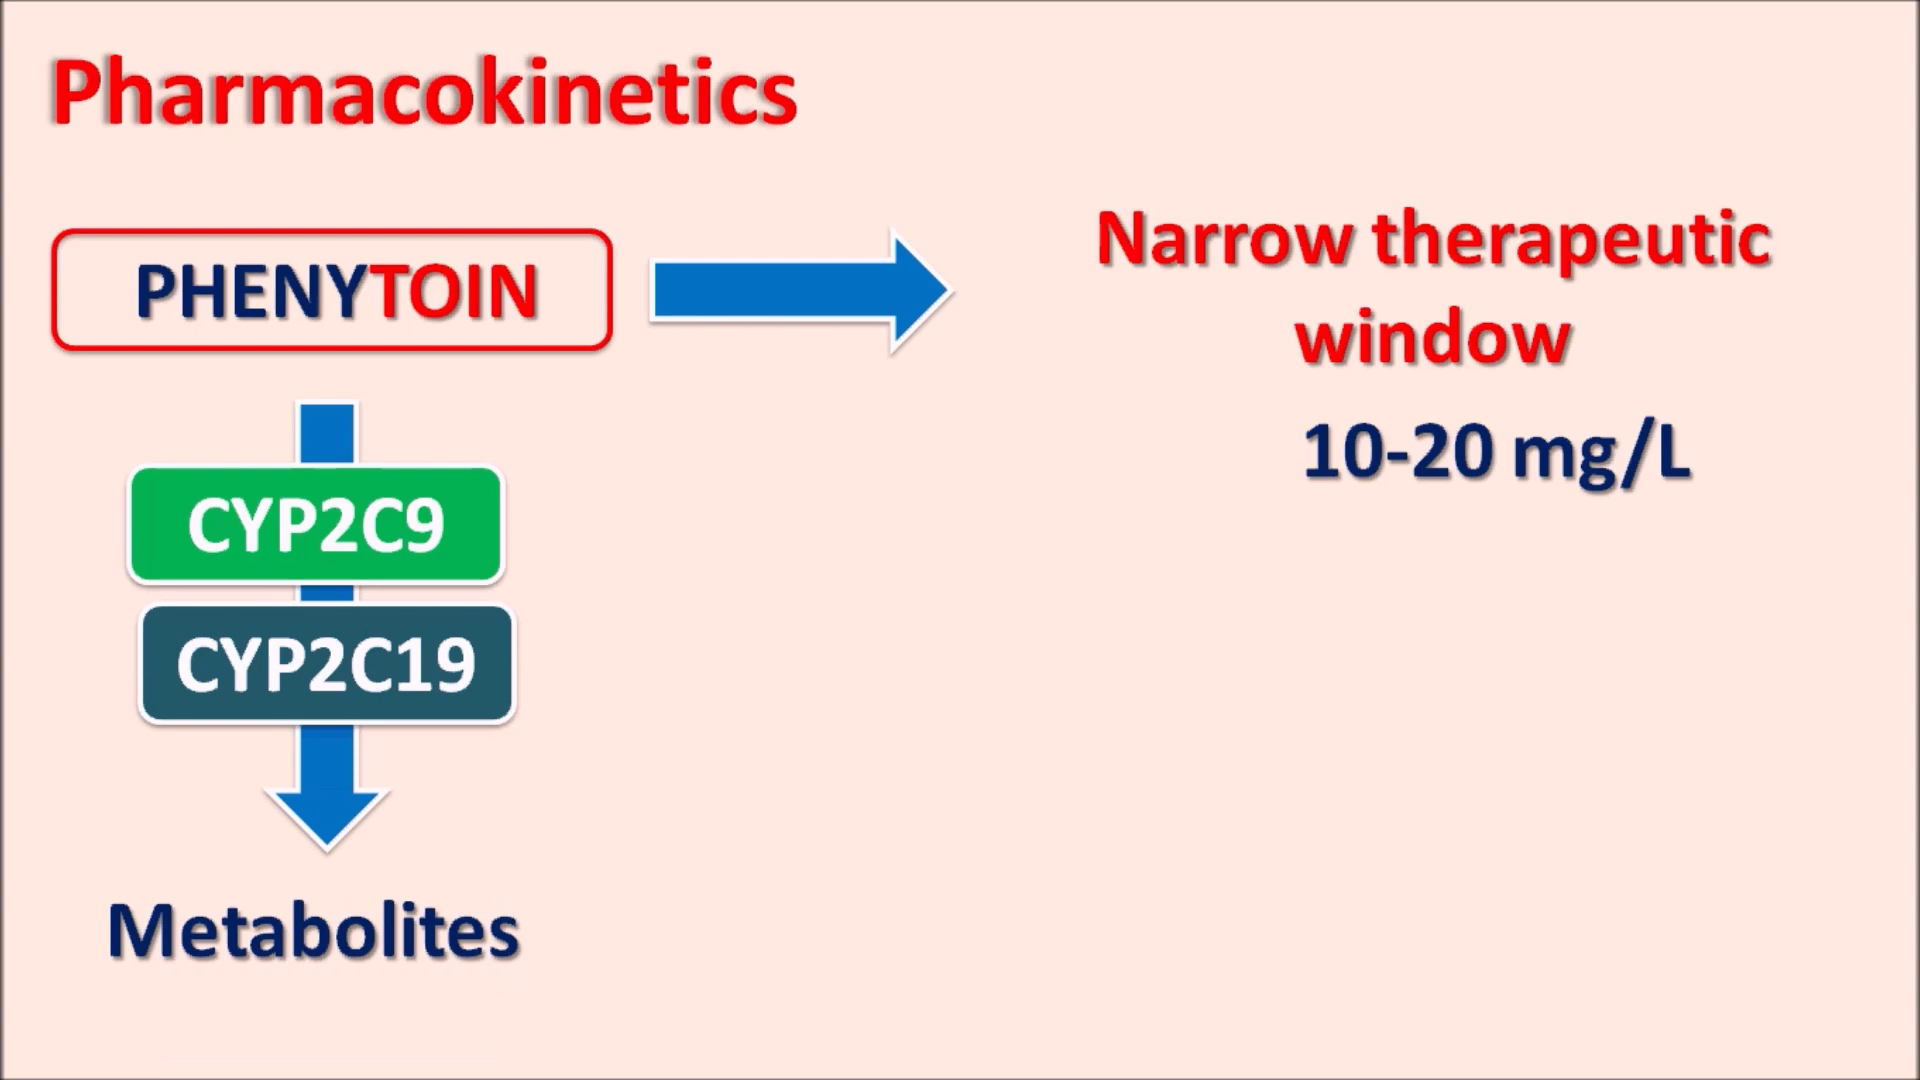 Pharmacokinetics
PHENYTOIN
Narrow therapeutic
window
10-20 mg/L
CYP2C9
CYP2C19
Metabolites